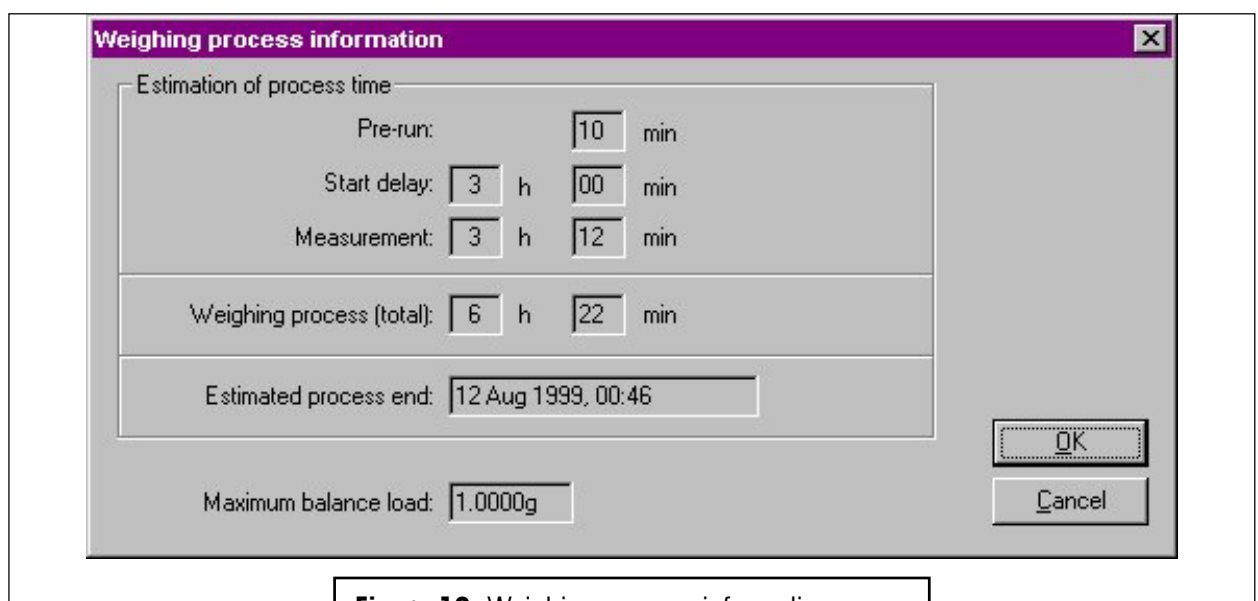 Weighing process information
Estimation of process time
Pre-run: 10 min
Start delay: 3 h 00 min
Measurement: 3 h 12 min
Weighing process (total): 6 h 22 min
Estimated process end: 12 Aug 1999, 00:46
OK
Maximum balance load: 1.0000g
Cancel
Weighing process